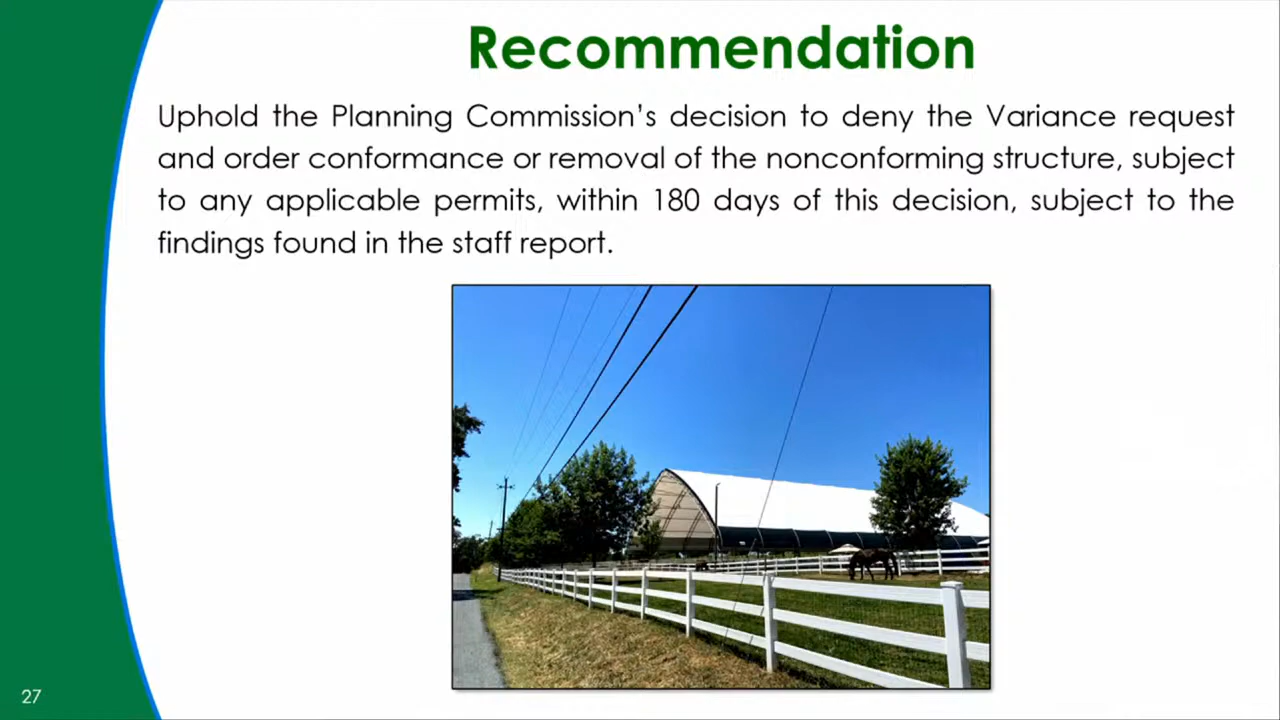 Recommendation
Uphold the Planning Commission's decision to deny the Variance request
and order conformance or removal of the nonconforming structure, subject
to any applicable permits, within 180 days of this decision, subject to the
findings found in the staff report.
27